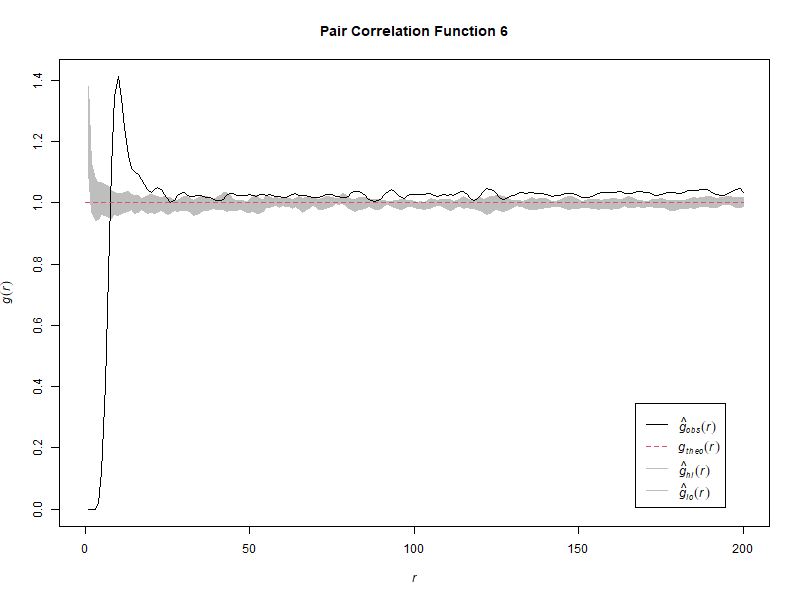 Pair Correlation Function 6
g(r)
1.4
1.2
1.0
0.8
0.6
0.4
0.2
0.0
0 50 100 150 200
r
ĝobs(r)
gtheo(r)
ĝhi(r)
ĝlo(r)